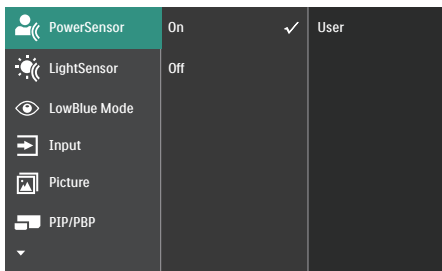 PowerSensor
On
User
LightSensor
Off
LowBlue Mode
Input
Picture
PIP/PBP